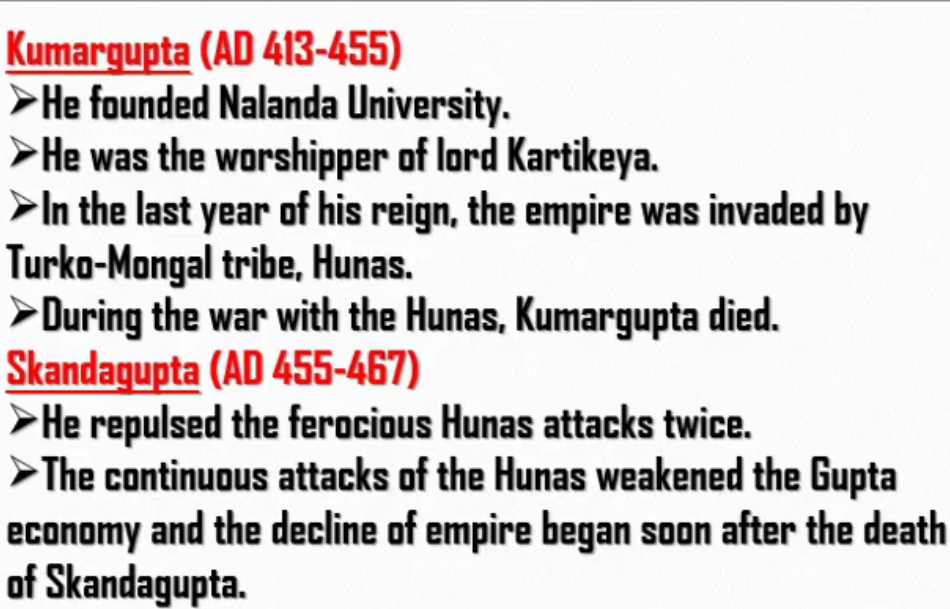 Kumargupta (AD 413-455)
➢He founded Nalanda University.
➢He was the worshipper of lord Kartikeya.
➢In the last year of his reign, the empire was invaded by
Turko-Mongal tribe, Hunas.
➢During the war with the Hunas, Kumargupta died.
Skandagupta (AD 455-467)
➢He repulsed the ferocious Hunas attacks twice.
➢The continuous attacks of the Hunas weakened the Gupta
economy and the decline of empire began soon after the death
of Skandagupta.